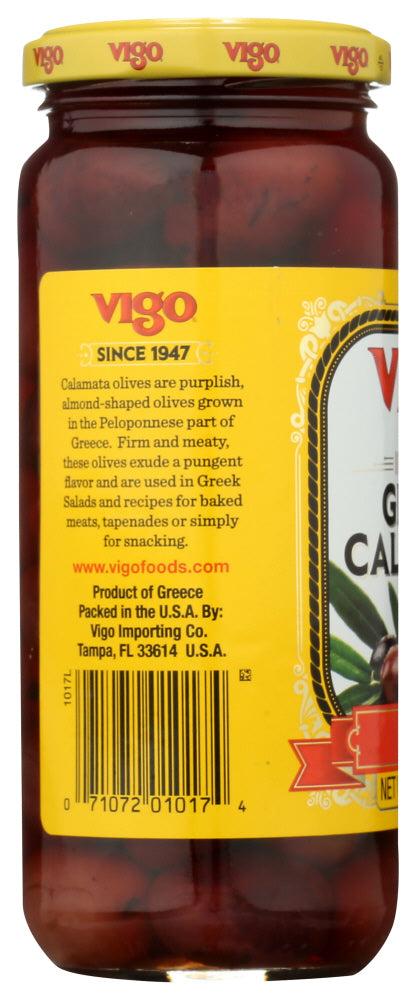 VIGO VIGO VIGO VIGO
VIGO
SINCE 1947
Calamata olives are purplish,
almond-shaped olives grown
in the Peloponnese part of
Greece. Firm and meaty,
these olives exude a pungent
flavor and are used in Greek
Salads and recipes for baked
meats, tapenades or simply
for snacking.
www.vigofoods.com
Product of Greece
Packed in the U.S.A. By:
Vigo Importing Co.
Tampa, FL 33614 U.S.A.
1017L
0 71072 01017 4
V
G
CAL
NET